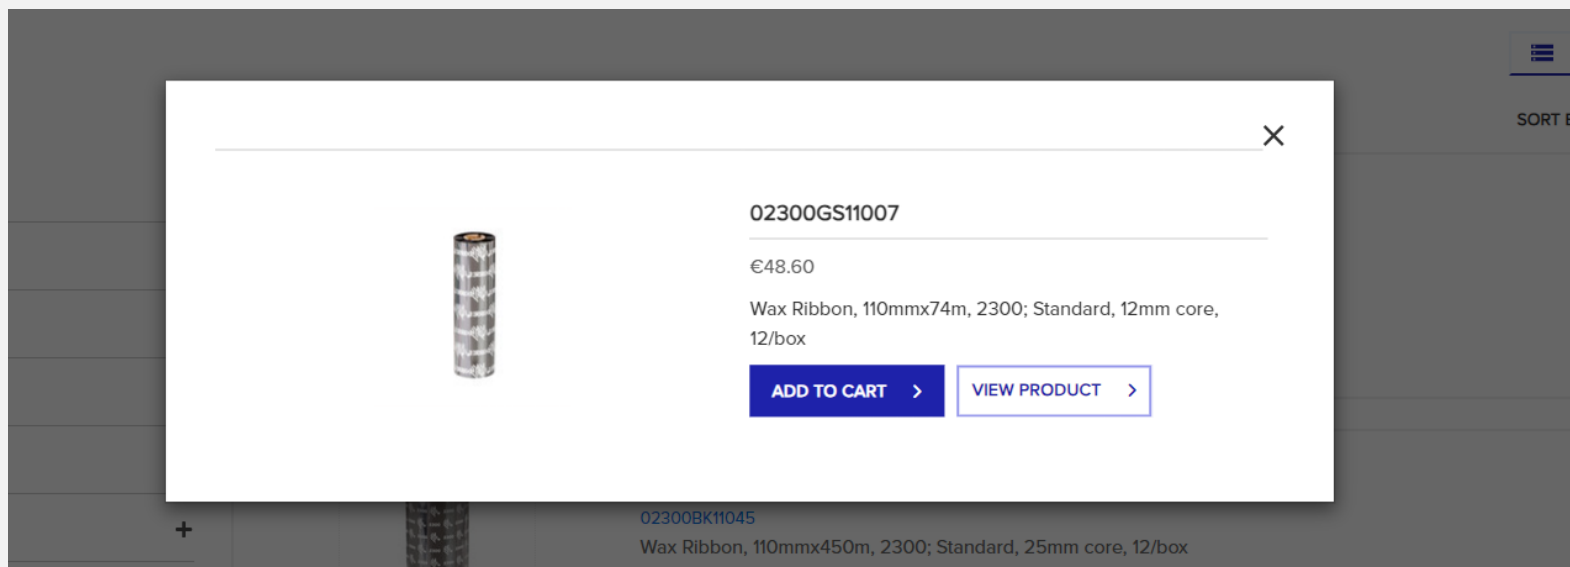 SORT
02300GS11007
€48.60
Wax Ribbon, 110mmx74m, 2300; Standard, 12mm core,
12/box
ADD TO CART
VIEW PRODUCT
02300BK11045
Wax Ribbon, 110mmx450m, 2300; Standard, 25mm core, 12/box